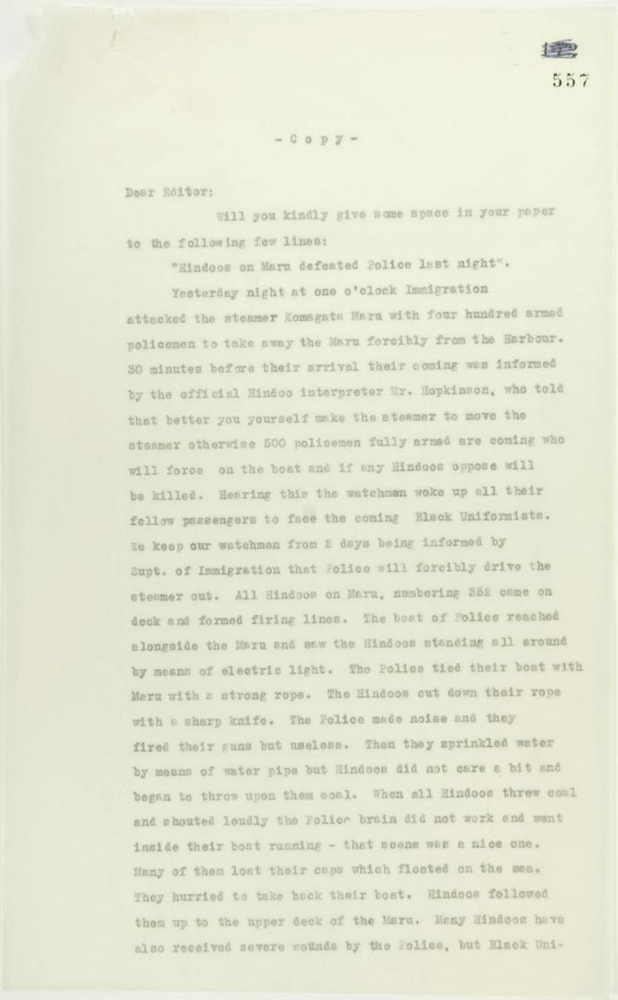 557
- C o p y -
Dear Editor:
Will you kindly give some space in your paper
to the following few lines:
"Hindoos on Maru defeated Police last night".
Yesterday night at one o'clock Immigration
attacked the steamer Komagata Maru with four hundred armed
policemen to take away the Maru forcibly from the Harbour.
30 minutes before their arrival their coming was informed
by the official Hindoo interpreter Mr. Hopkinson, who told
that better you yourself make the steamer to move the
steamer otherwise 500 policemen fully armed are coming who
will force on the boat and if any Hindoos oppose will
be killed. Hearing this the watchmen woke up all their
fellow passengers to face the coming Black Uniformists.
We keep our watchmen from 2 days being informed by
Supt. of Immigration that Police will forcibly drive the
steamer out. All Hindoos on Maru, numbering 352 came on
deck and formed firing lines. The boat of Police reached
alongside the Maru and saw the Hindoos standing all around
by means of electric light. The Police tied their boat with
Maru with a strong rope. The Hindoos cut down their rope
with a sharp knife. The Police made noise and they
fired their guns but useless. Then they sprinkled water
by means of water pipe but Hindoos did not care a bit and
began to throw upon them coal. When all Hindoos threw coal
and shouted loudly the Police brain did not work and went
inside their boat running - that scene was a nice one.
Many of them lost their caps which floated on the sea.
They hurried to take back their boat. Hindoos followed
them up to the upper deck of the Maru. Many Hindoos have
also received severe wounds by the Police, but Black Uni-